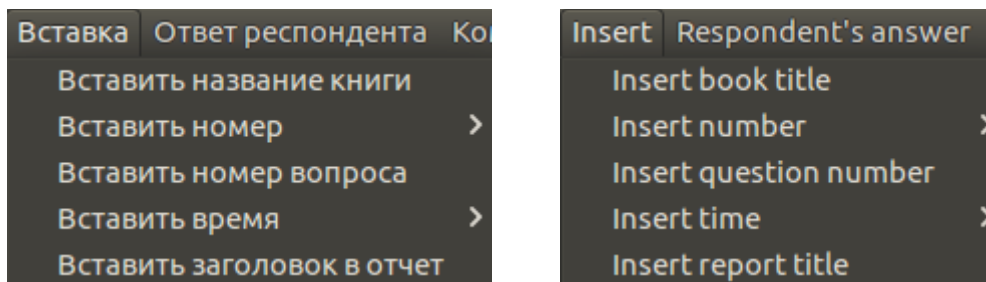 Вставка Ответ респондента
Вставить название книги
Вставить номер
Вставить номер вопроса
Вставить время
Вставить заголовок в отчет
Insert Respondent's answer
Insert book title
Insert number
Insert question number
Insert time
Insert report title